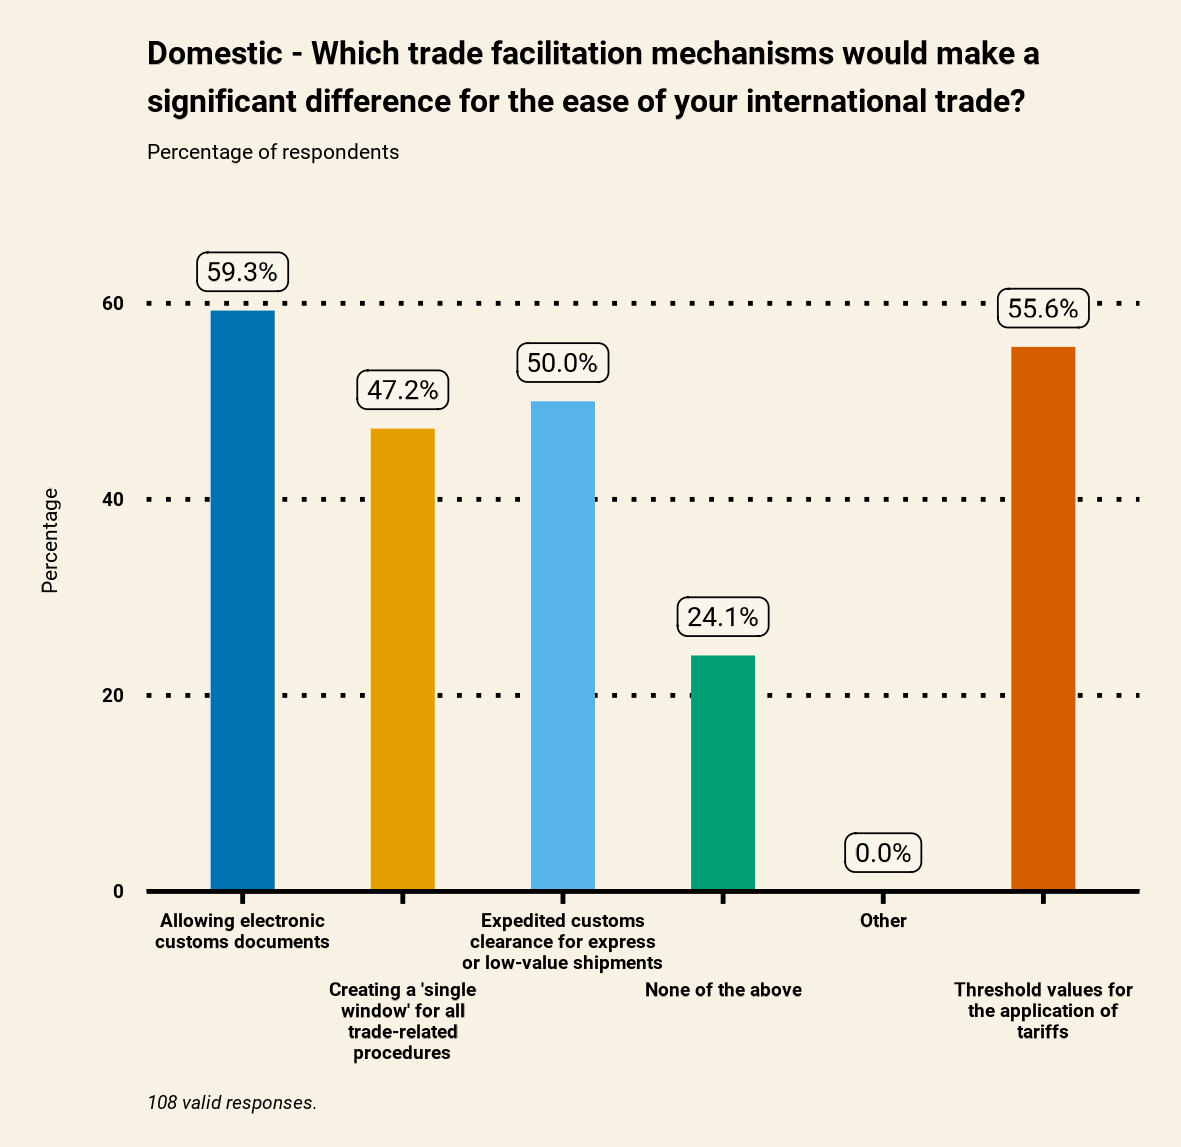 Domestic - Which trade facilitation mechanisms would make a
significant difference for the ease of your international trade?
Percentage of respondents
59.3%
47.2%
50.0%
24.1%
0.0%
55.6%
Percentage
60
40
20
0
Allowing electronic
customs documents
Creating a 'single
window' for all
trade-related
procedures
Expedited customs
clearance for express
or low-value shipments
None of the above
Other
Threshold values for
the application of
tariffs
108 valid responses.